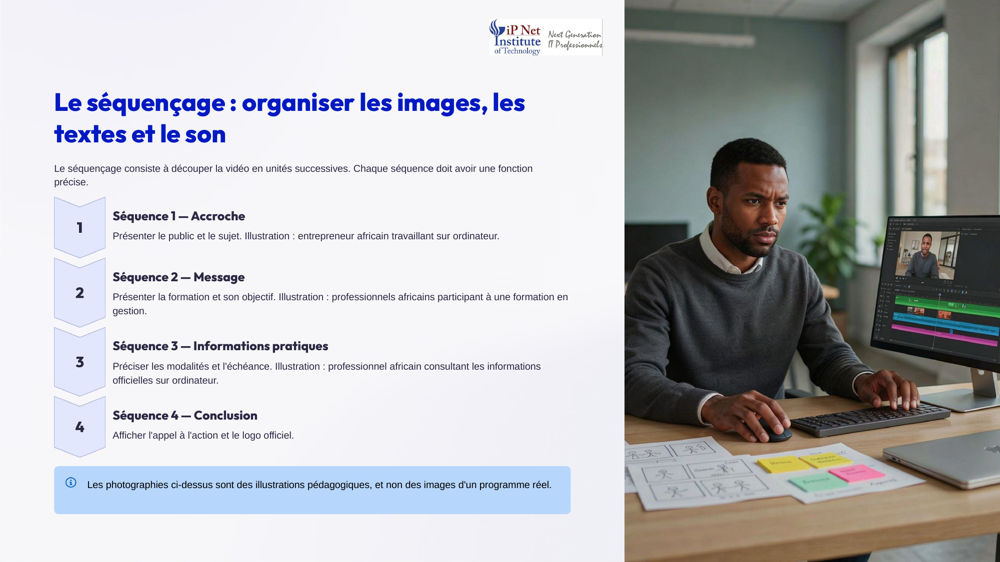 iP Net
Institute
of Technology
Next Generation
IT Professionnels
Le séquençage : organiser les images, les
textes et le son
Le séquençage consiste à découper la vidéo en unités successives. Chaque séquence doit avoir une fonction
précise.
1
Séquence 1 — Accroche
Présenter le public et le sujet. Illustration : entrepreneur africain travaillant sur ordinateur.
2
Séquence 2 — Message
Présenter la formation et son objectif. Illustration : professionnels africains participant à une formation en
gestion.
3
Séquence 3 — Informations pratiques
Préciser les modalités et l'échéance. Illustration : professionnel africain consultant les informations
officielles sur ordinateur.
4
Séquence 4 — Conclusion
Afficher l'appel à l'action et le logo officiel.
Les photographies ci-dessus sont des illustrations pédagogiques, et non des images d'un programme réel.